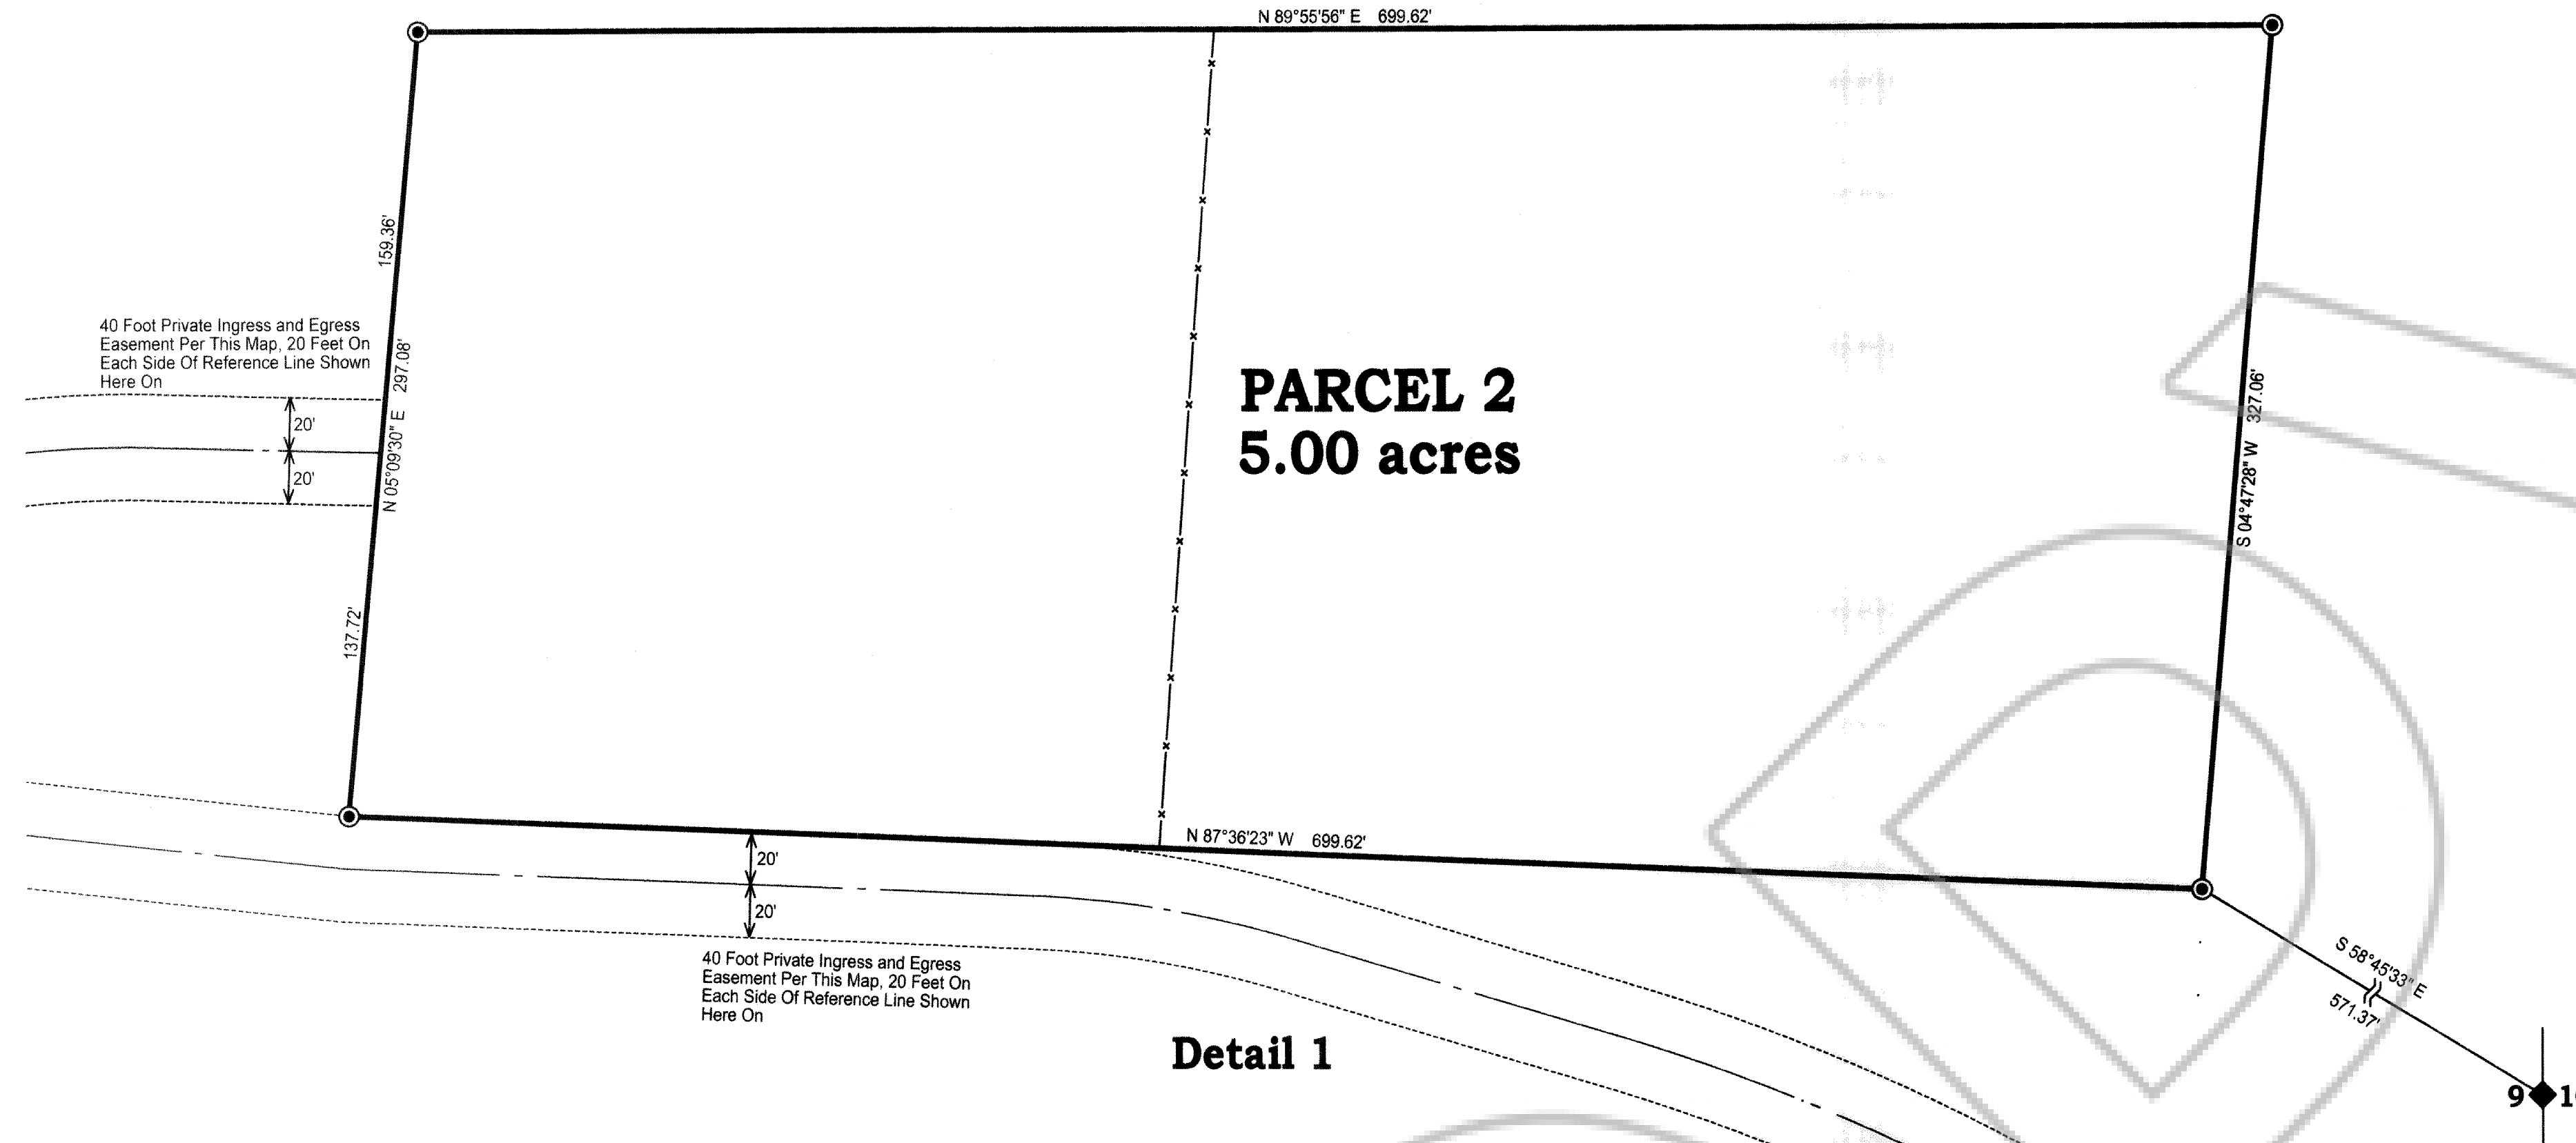 N 89°55'56" E 699.62'
159.36'
40 Foot Private Ingress and Egress
Easement Per This Map, 20 Feet On
Each Side Of Reference Line Shown
Here On
N 05°09'30" E 297.08'
20'
20'
137.72'
PARCEL 2
5.00 acres
S 04°47'28" W 327.06'
N 87°36'23" W 699.62'
20'
20'
40 Foot Private Ingress and Egress
Easement Per This Map, 20 Feet On
Each Side Of Reference Line Shown
Here On
Detail 1
S 58°45'33" E
571.37'
9